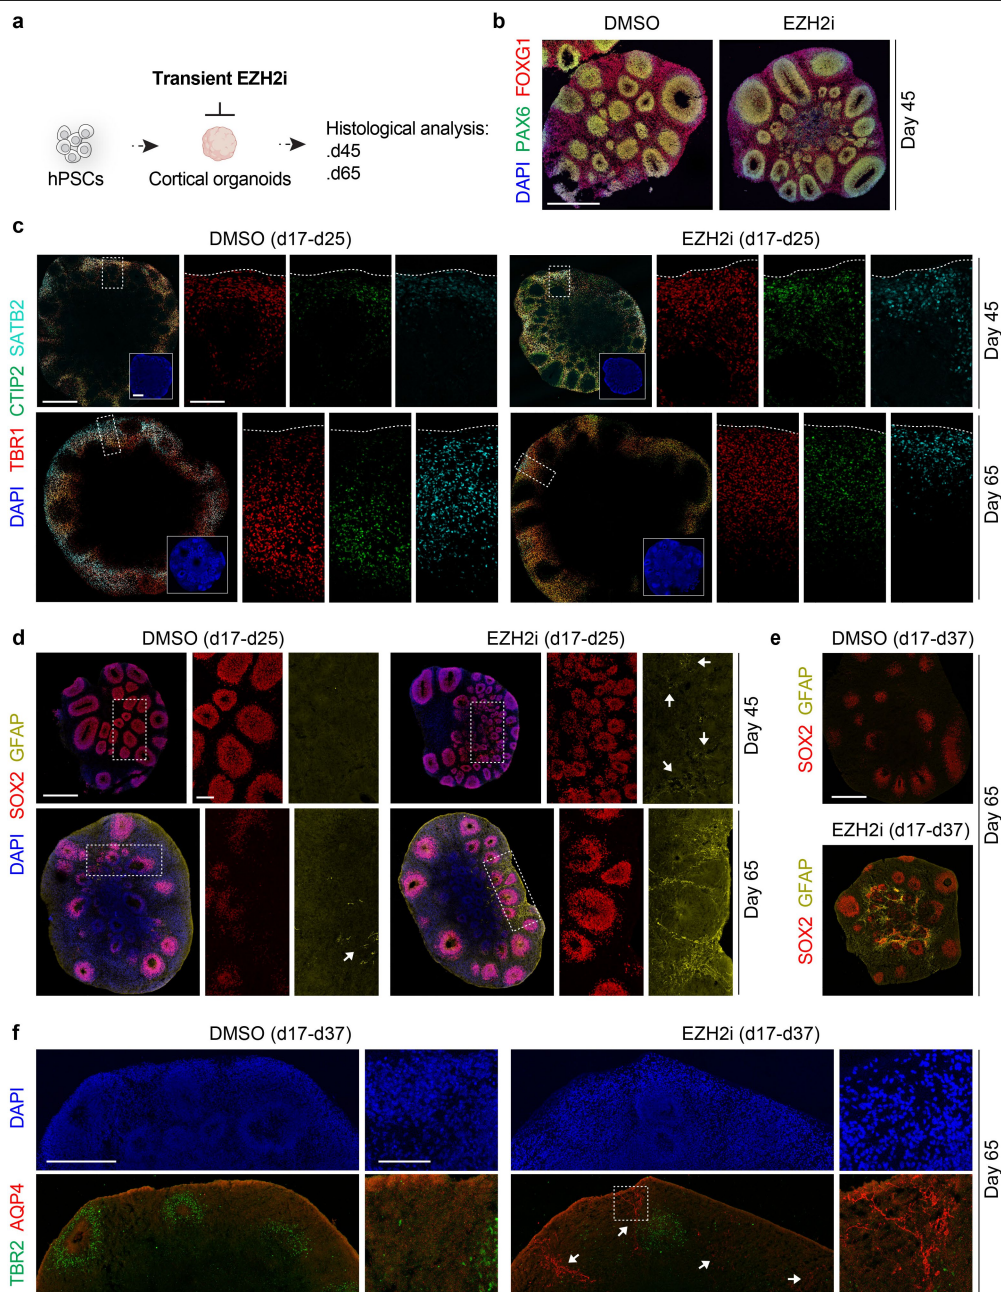 a
Transient EZH2i
hPSCs
Cortical organoids
Histological analysis:
.d45
.d65
b
DMSO
EZH2i
DAPI PAX6 FOXG1
Day 45
c
DMSO (d17-d25)
EZH2i (d17-d25)
DAPI TBR1 CTIP2 SATB2
Day 45
Day 65
d
DMSO (d17-d25)
EZH2i (d17-d25)
DAPI SOX2 GFAP
Day 45
Day 65
e
DMSO (d17-d37)
SOX2 GFAP
EZH2i (d17-d37)
SOX2 GFAP
Day 65
f
DMSO (d17-d37)
EZH2i (d17-d37)
DAPI
TBR2 AQP4
Day 65